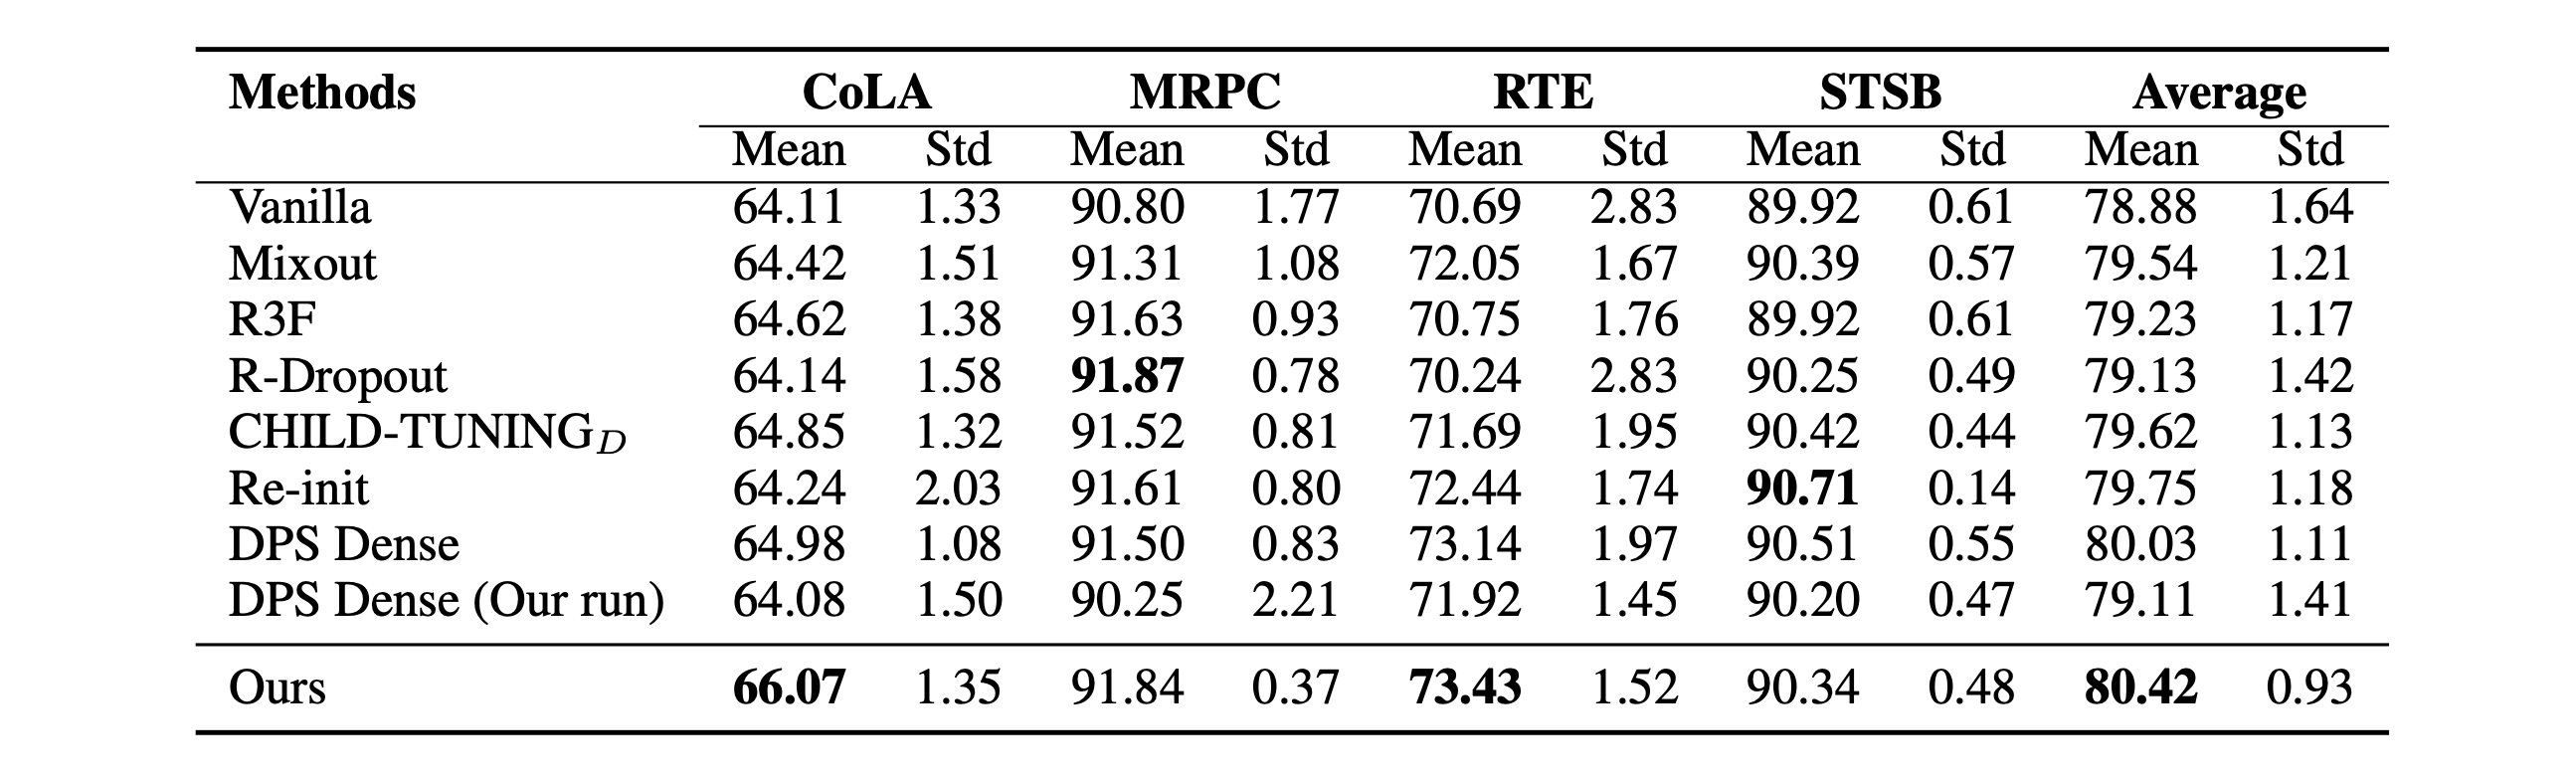 Methods CoLA MRPC RTE STSB Average
Mean Std Mean Std Mean Std Mean Std Mean Std
Vanilla 64.11 1.33 90.80 1.77 70.69 2.83 89.92 0.61 78.88 1.64
Mixout 64.42 1.51 91.31 1.08 72.05 1.67 90.39 0.57 79.54 1.21
R3F 64.62 1.38 91.63 0.93 70.75 1.76 89.92 0.61 79.23 1.17
R-Dropout 64.14 1.58 91.87 0.78 70.24 2.83 90.25 0.49 79.13 1.42
CHILD-TUNING_D 64.85 1.32 91.52 0.81 71.69 1.95 90.42 0.44 79.62 1.13
Re-init 64.24 2.03 91.61 0.80 72.44 1.74 90.71 0.14 79.75 1.18
DPS Dense 64.98 1.08 91.50 0.83 73.14 1.97 90.51 0.55 80.03 1.11
DPS Dense (Our run) 64.08 1.50 90.25 2.21 71.92 1.45 90.20 0.47 79.11 1.41
Ours 66.07 1.35 91.84 0.37 73.43 1.52 90.34 0.48 80.42 0.93